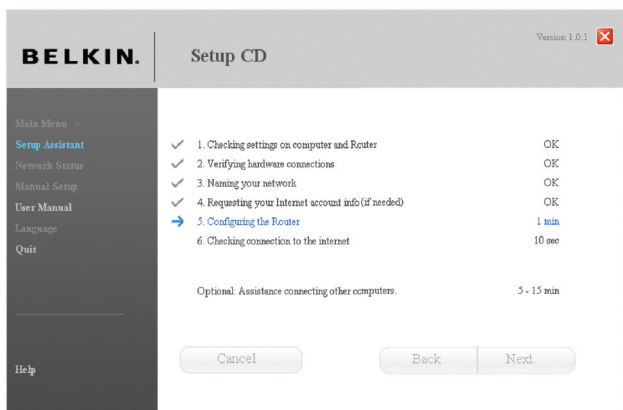 BELKIN.
Setup CD
Version 1.0.1
Main Menu >
Setup Assistant
Network Status
Manual Setup
User Manual
Language
Quit
Help
1. Checking settings on computer and Router OK
2. Verifying hardware connections OK
3. Naming your network OK
4. Requesting your Internet account info (if needed) OK
5. Configuring the Router 1 min
6. Checking connection to the internet 10 sec
Optional: Assistance connecting other computers. 5 - 15 min
Cancel
Back
Next